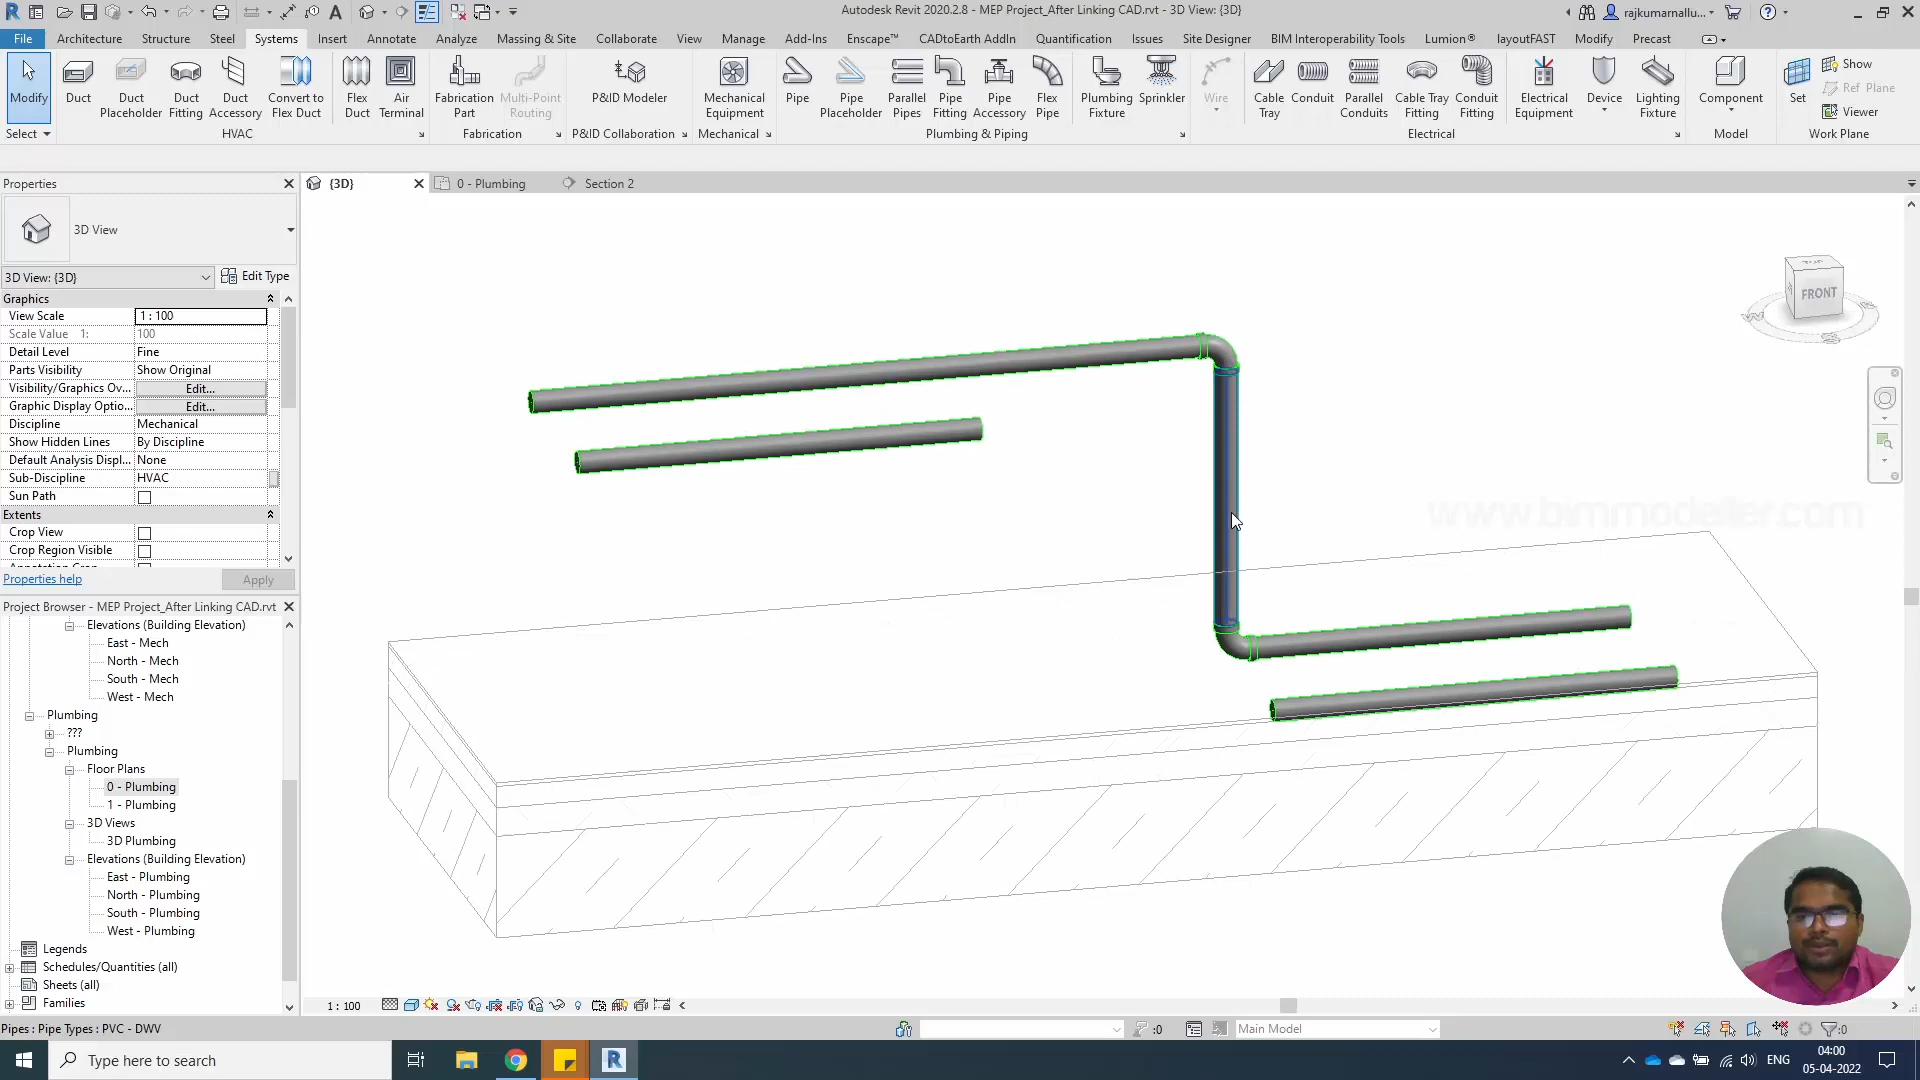 Autodesk Revit 2020.2.8 - MEP Project_After Linking CAD.rvt - 3D View: {3D}
rajkumarnallu...
File Architecture Structure Steel Systems Insert Annotate Analyze Massing & Site Collaborate View Manage Add-Ins Enscape™ CADtoEarth AddIn Quantification Issues Site Designer BIM Interoperability Tools Lumion® layoutFAST Modify Precast
Modify
Duct
Duct Placeholder
Duct Fitting
Duct Accessory
Convert to Flex Duct
Flex Duct
Air Terminal
Fabrication Part
Multi-Point Routing
P&ID Modeler
Mechanical Equipment
Pipe
Pipe Placeholder
Parallel Pipes
Pipe Fitting
Pipe Accessory
Flex Pipe
Plumbing Fixture
Sprinkler
Wire
Cable Tray
Conduit
Parallel Conduits
Cable Tray Fitting
Conduit Fitting
Electrical Equipment
Device
Lighting Fixture
Component
Set
Show
Ref Plane
Viewer
Select HVAC Fabrication P&ID Collaboration Mechanical Plumbing & Piping Electrical Model Work Plane
Properties
{3D} 0 - Plumbing Section 2
3D View
3D View: {3D} Edit Type
Graphics
View Scale 1 : 100
Scale Value 1: 100
Detail Level Fine
Parts Visibility Show Original
Visibility/Graphics Ov... Edit...
Graphic Display Optio... Edit...
Discipline Mechanical
Show Hidden Lines By Discipline
Default Analysis Displ... None
Sub-Discipline HVAC
Sun Path
Extents
Crop View
Crop Region Visible
Properties help Apply
Project Browser - MEP Project_After Linking CAD.rvt
Elevations (Building Elevation)
East - Mech
North - Mech
South - Mech
West - Mech
Plumbing
???
Plumbing
Floor Plans
0 - Plumbing
1 - Plumbing
3D Views
3D Plumbing
Elevations (Building Elevation)
East - Plumbing
North - Plumbing
South - Plumbing
West - Plumbing
Legends
Schedules/Quantities (all)
Sheets (all)
Families
TOP
FRONT
www.bimmodeller.com
1 : 100
Pipes : Pipe Types : PVC - DWV
:0
Main Model
:0
Type here to search
ENG
04:00
05-04-2022